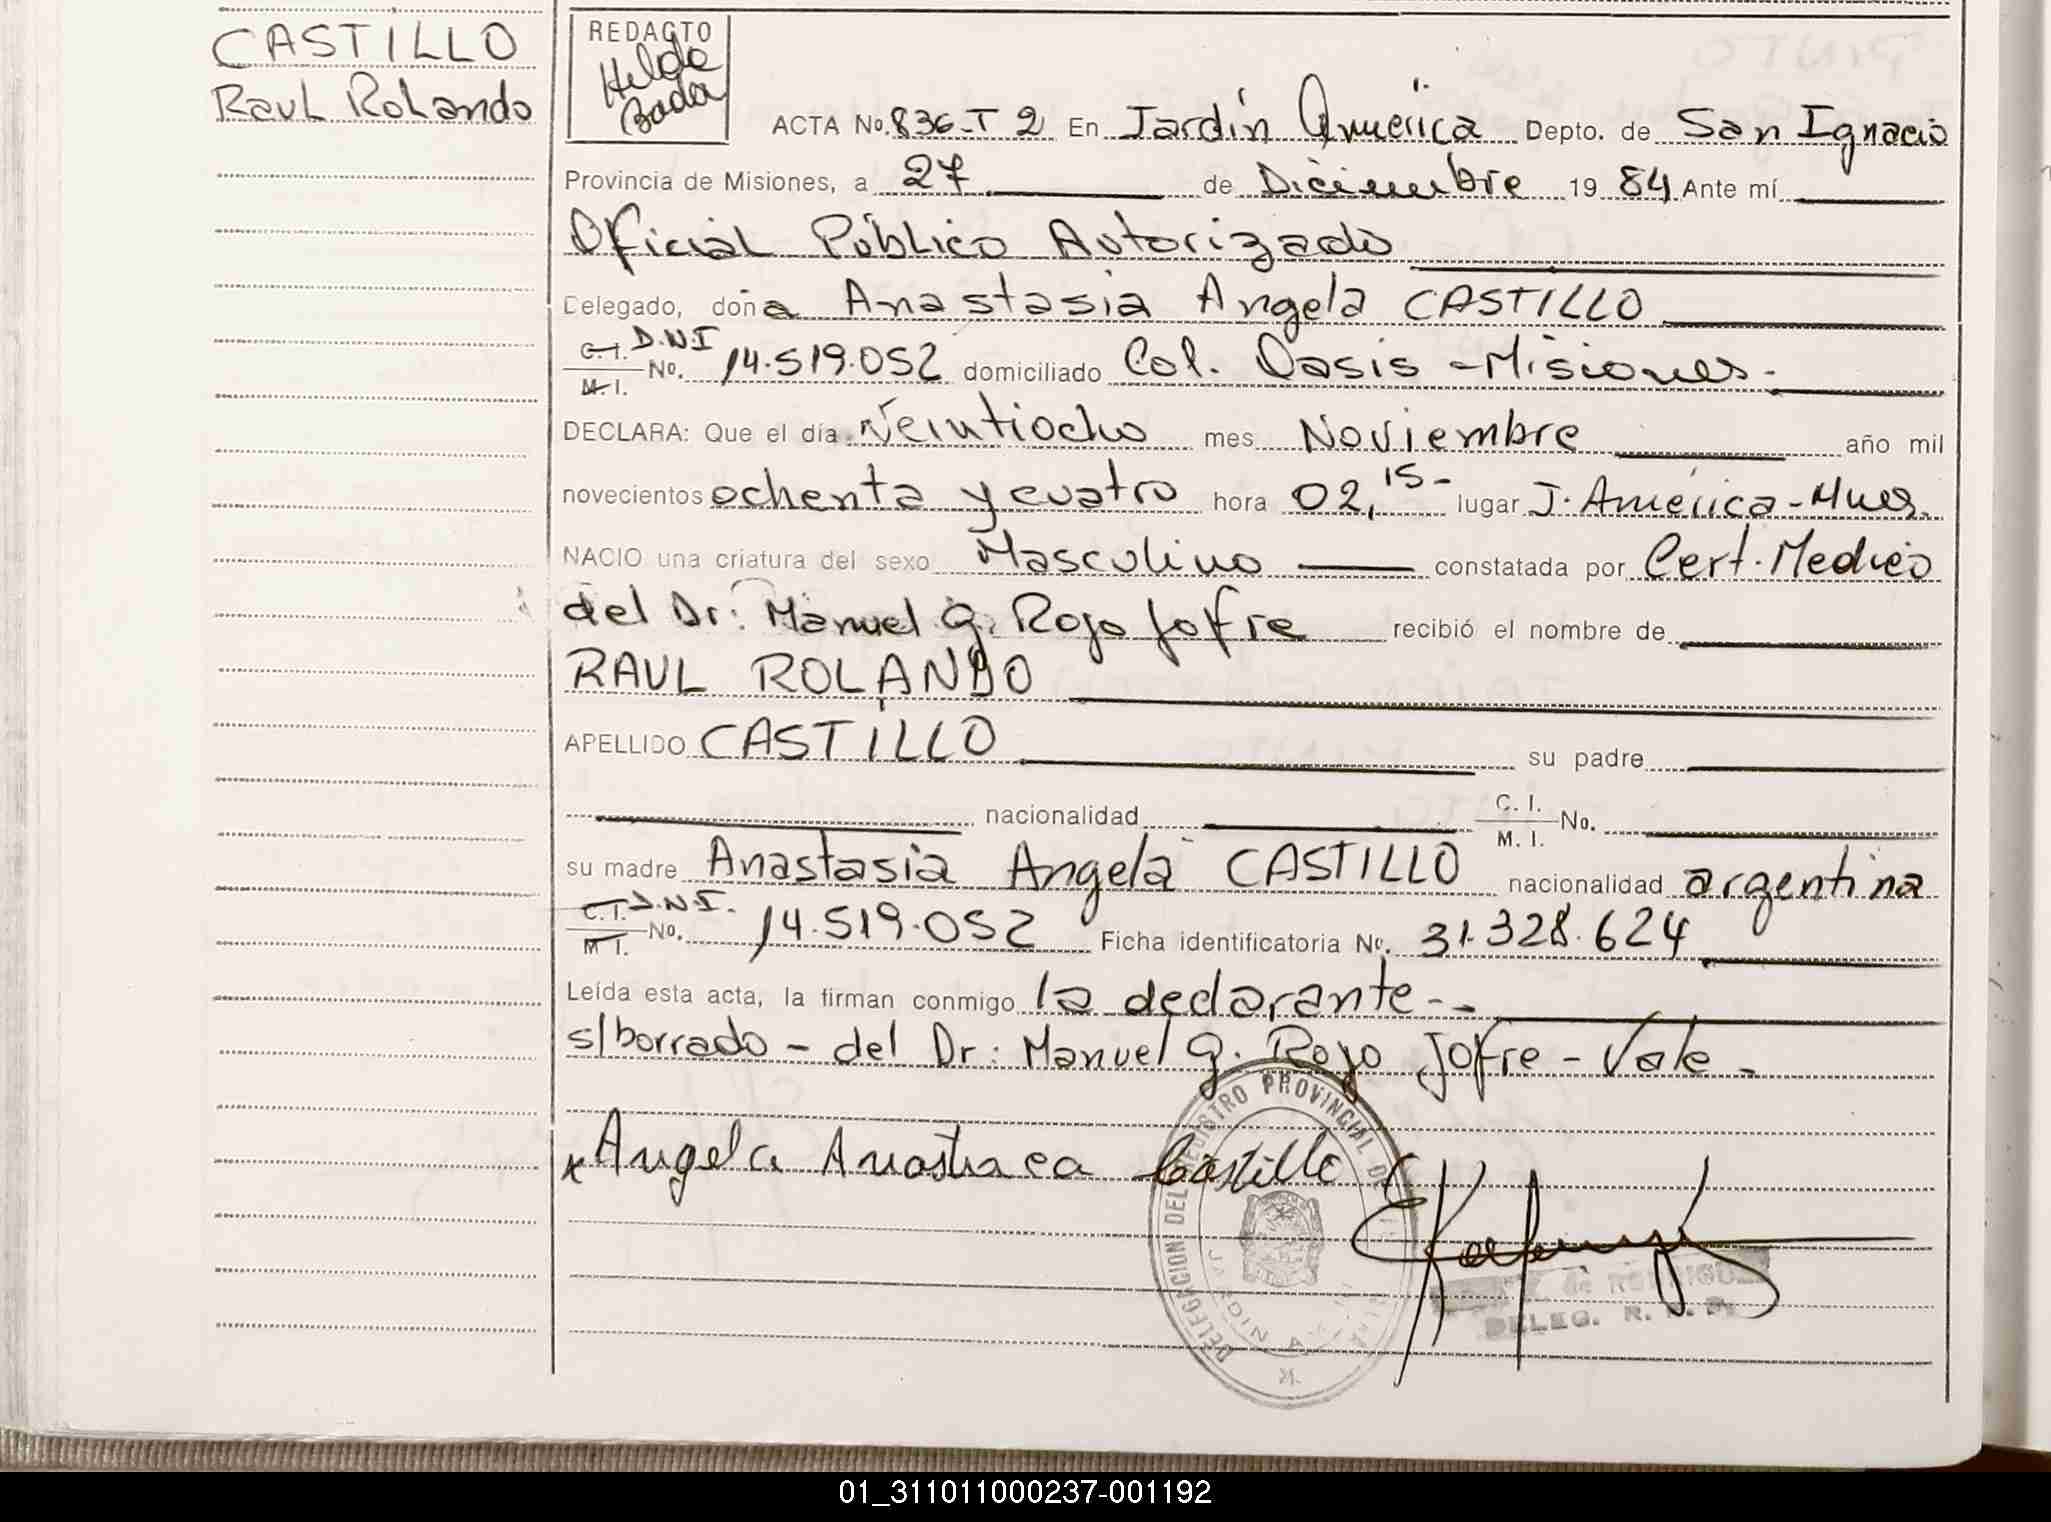 CASTILLO
Raul Rolando
REDACTO
Hilda
Bada
ACTA No. 836-T 2 En Jardín América Depto. de San Ignacio
Provincia de Misiones, a 27 de Diciembre 19 84 Ante mí
Oficial Público Autorizado
Delegado, doña Anastasia Angela CASTILLO
C.I. D.N.I
M.I. No. 14.519.052 domiciliado Col. Oasis - Misiones.
DECLARA: Que el día Veintiocho mes Noviembre año mil
novecientos ochenta y cuatro hora 02,15- lugar J. América - Mnes.
NACIO una criatura del sexo Masculino constatada por Cert. Medico
del Dr: Manuel G. Rojo Jofre recibió el nombre de
RAUL ROLANDO
APELLIDO CASTILLO su padre
nacionalidad C. I. M. I. No.
su madre Anastasia Angela CASTILLO nacionalidad argentina
C.I. D.N.I.
M I. No. 14.519.052 Ficha identificatoria No. 31.328.624
Leída esta acta, la firman conmigo la declarante--
s/borrado - del Dr: Manuel G. Rojo Jofre - Vale -
x Angela Castillo
DELEGACION DEL REGISTRO PROVINCIAL DE
JARDIN
de RODRIGUEZ
DELEG. R. P.
01_311011000237-001192